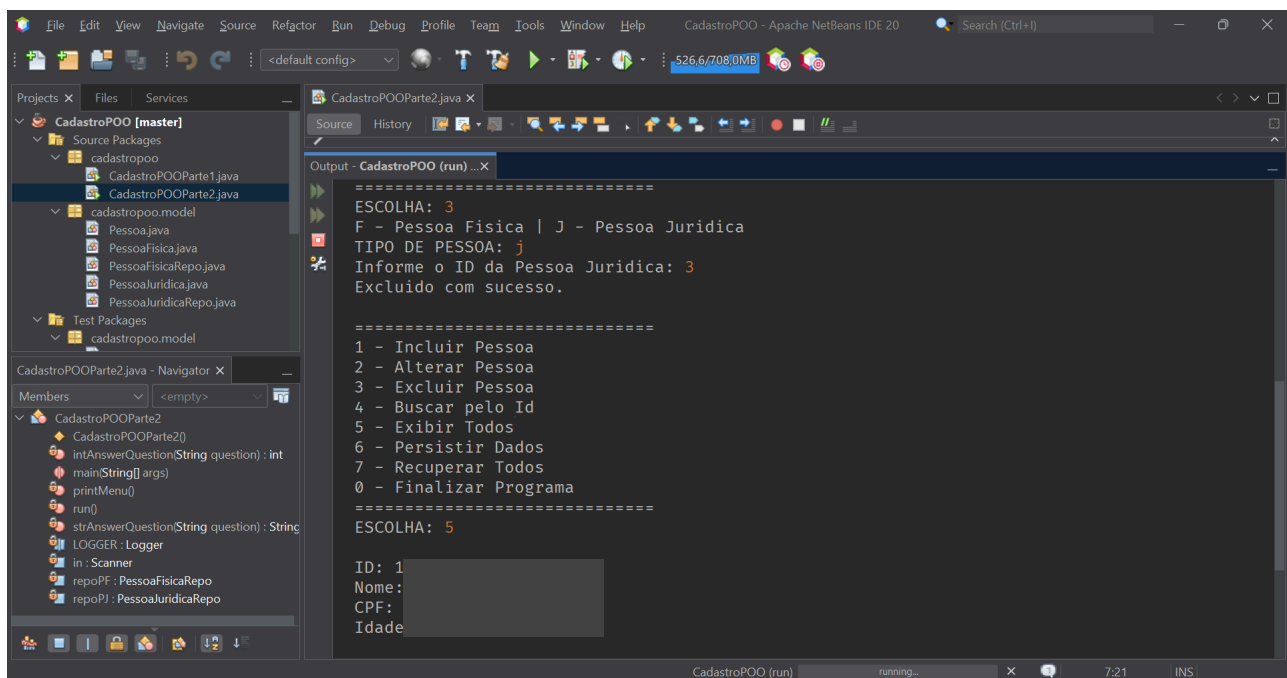 File Edit View Navigate Source Refactor Run Debug Profile Team Tools Window Help CadastroPOO - Apache NetBeans IDE 20 Search (Ctrl+I)
<default config> 526,6/708,0MB
Projects Files Services
CadastroPOO [master]
Source Packages
cadastropoo
CadastroPOOParte1.java
CadastroPOOParte2.java
cadastropoo.model
Pessoa.java
PessoaFisica.java
PessoaFisicaRepo.java
PessoaJuridica.java
PessoaJuridicaRepo.java
Test Packages
cadastropoo.model
CadastroPOOParte2.java - Navigator
Members <empty>
CadastroPOOParte2
CadastroPOOParte2()
intAnswerQuestion(String question) : int
main(String[] args)
printMenu()
run()
strAnswerQuestion(String question) : String
LOGGER : Logger
in : Scanner
repoPF : PessoaFisicaRepo
repoPJ : PessoaJuridicaRepo
CadastroPOOParte2.java
Source History
Output - CadastroPOO (run) ...
==============================
ESCOLHA: 3
F - Pessoa Fisica | J - Pessoa Juridica
TIPO DE PESSOA: j
Informe o ID da Pessoa Juridica: 3
Excluido com sucesso.
==============================
1 - Incluir Pessoa
2 - Alterar Pessoa
3 - Excluir Pessoa
4 - Buscar pelo Id
5 - Exibir Todos
6 - Persistir Dados
7 - Recuperar Todos
0 - Finalizar Programa
==============================
ESCOLHA: 5
ID: 1
Nome:
CPF:
Idade
CadastroPOO (run) running... 7:21 INS